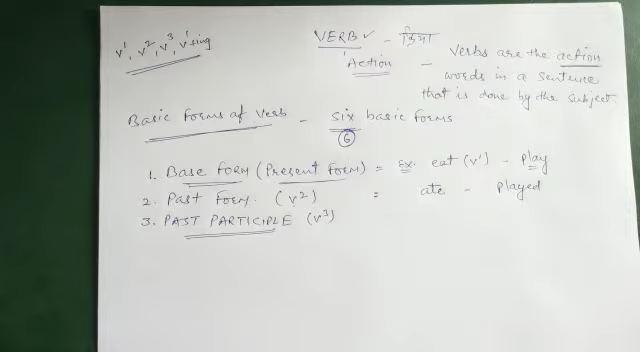 v¹, v², v³, v¹+ing
VERB ✓ - क्रिया
Action - Verbs are the action
words in a sentence
that is done by the subject.
Basic Forms of Verb - Six basic forms
6
1. Base Form (Present Form) = Ex. eat (v¹) - Play
2. Past Form. (v²) = ate - Played
3. PAST PARTICIPLE (v³)